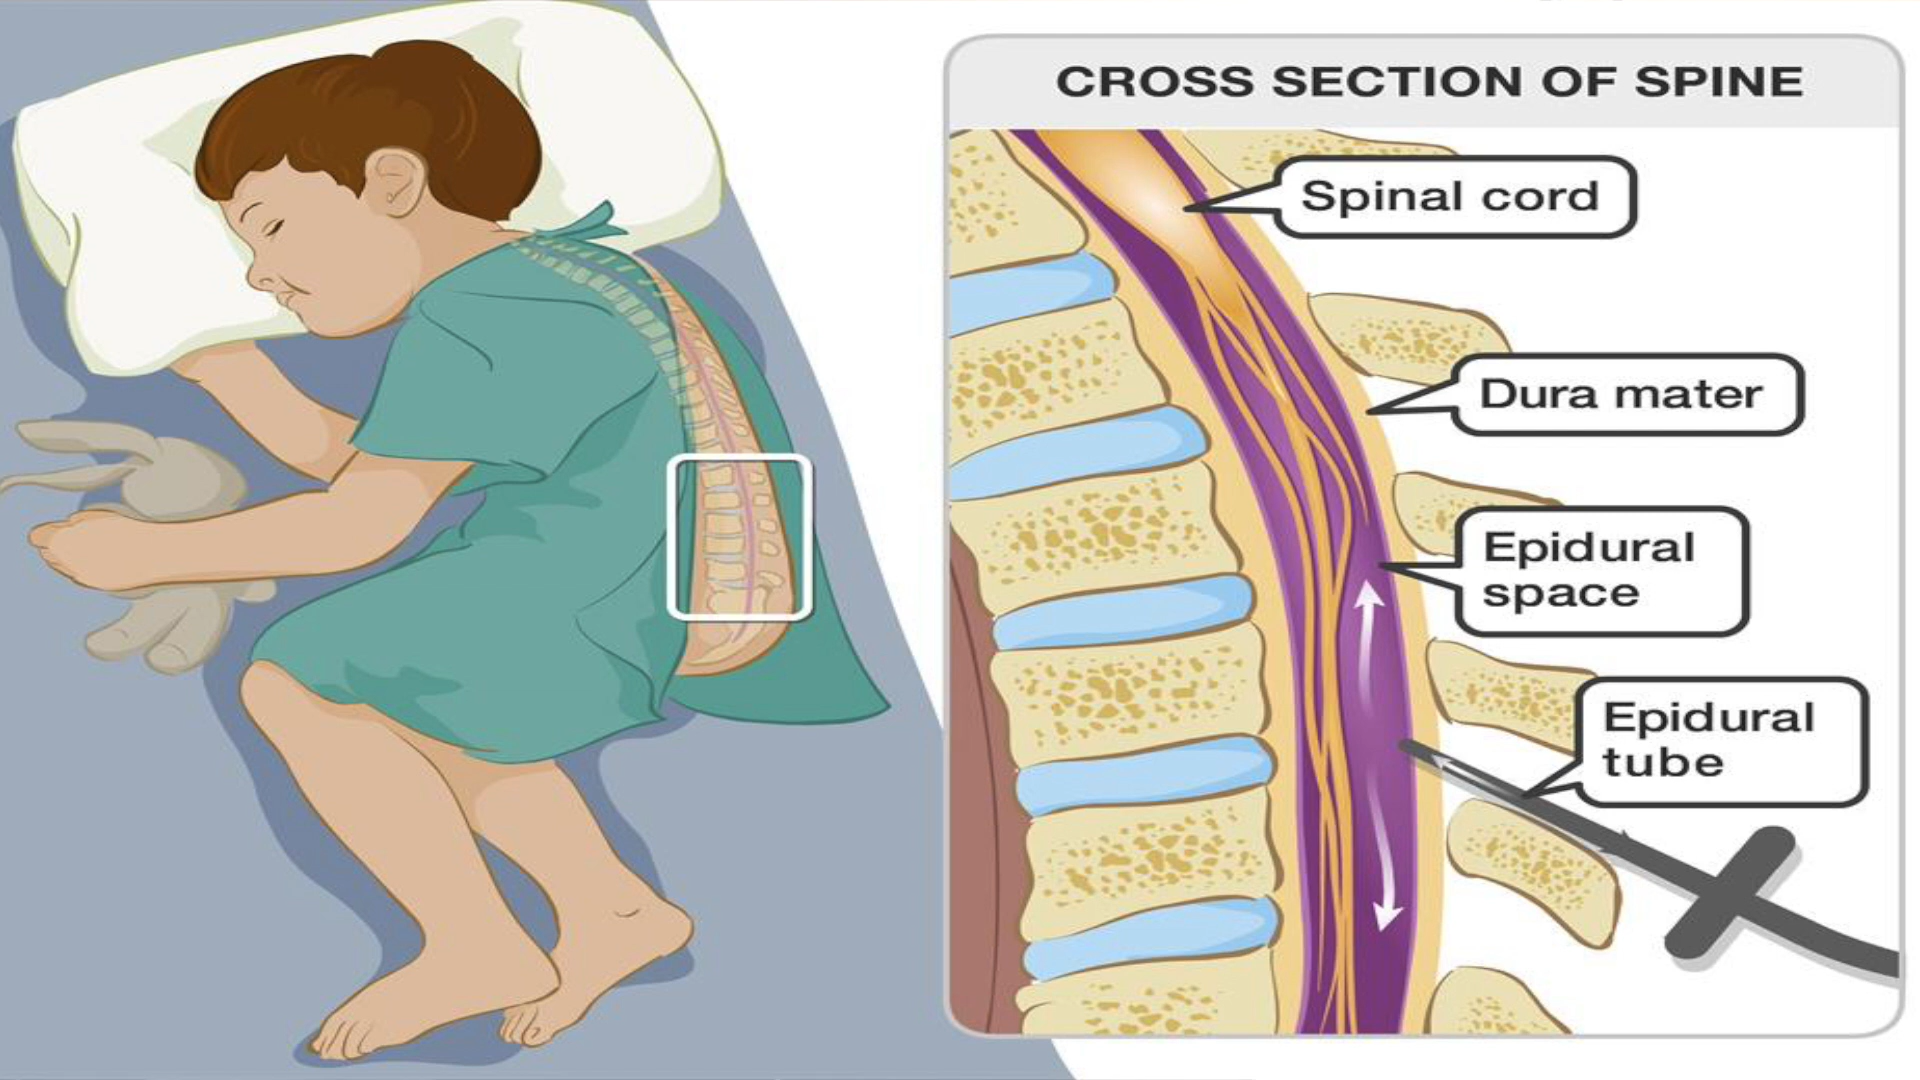 CROSS SECTION OF SPINE
Spinal cord
Dura mater
Epidural
space
Epidural
tube